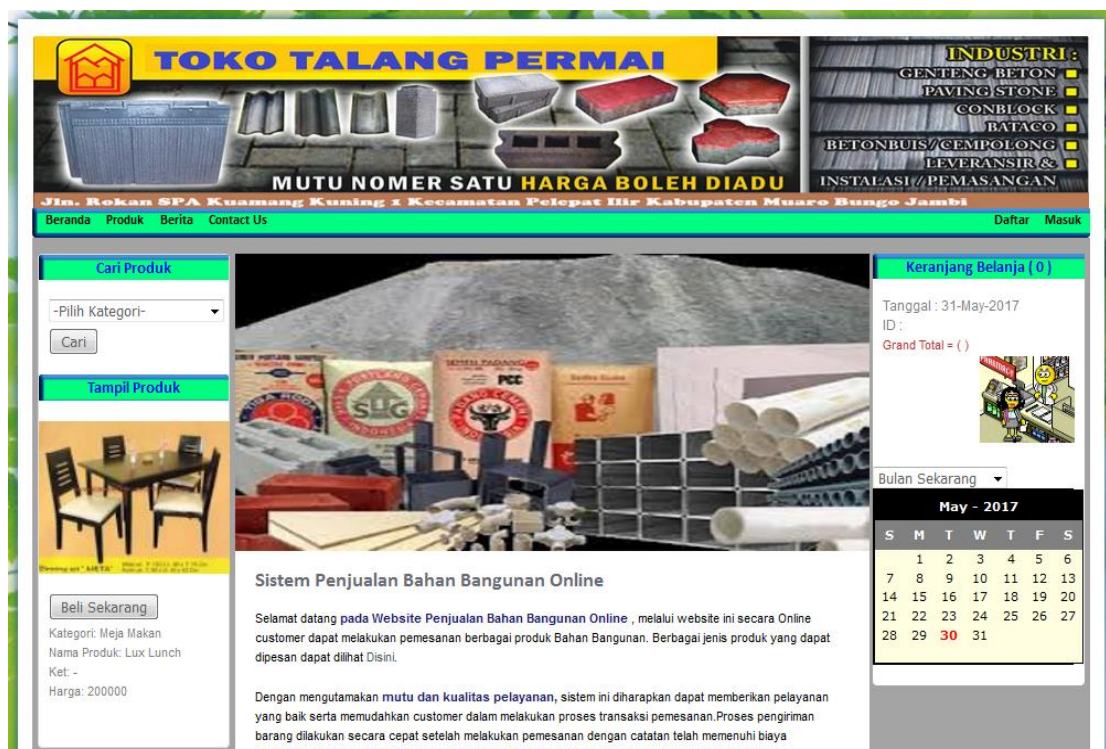 TOKO TALANG PERMAI
MUTU NOMER SATU HARGA BOLEH DIADU
INDUSTRI :
GENTENG BETON
PAVING STONE
CONBLOCK
BATACO
BETONBUIS/CEMPOLONG
LEVERANSIR &
INSTALASI /PEMASANGAN
Jln. Rokan SPA Kuamang Kuning 1 Kecamatan Pelepat Ilir Kabupaten Muaro Bungo Jambi
Beranda Produk Berita Contact Us Daftar Masuk
Cari Produk
-Pilih Kategori-
Cari
Tampil Produk
Beli Sekarang
Kategori: Meja Makan
Nama Produk: Lux Lunch
Ket: -
Harga: 200000
SEMEN PADANG
PCC
SIIG
INDONESIA
Sistem Penjualan Bahan Bangunan Online
Selamat datang pada Website Penjualan Bahan Bangunan Online , melalui website ini secara Online
customer dapat melakukan pemesanan berbagai produk Bahan Bangunan. Berbagai jenis produk yang dapat
dipesan dapat dilihat Disini.
Dengan mengutamakan mutu dan kualitas pelayanan, sistem ini diharapkan dapat memberikan pelayanan
yang baik serta memudahkan customer dalam melakukan proses transaksi pemesanan.Proses pengiriman
barang dilakukan secara cepat setelah melakukan pemesanan dengan catatan telah memenuhi biaya
Keranjang Belanja ( 0 )
Tanggal : 31-May-2017
ID :
Grand Total = ( )
PHARMACY
Bulan Sekarang
May - 2017
S M T W T F S
1 2 3 4 5 6
7 8 9 10 11 12 13
14 15 16 17 18 19 20
21 22 23 24 25 26 27
28 29 30 31